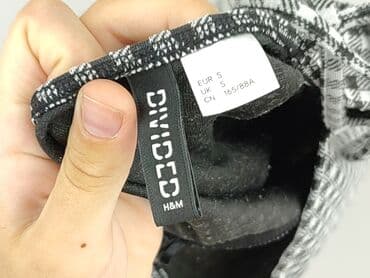 DIVIDED
H&M
EUR S
UK S
CN 165/88A